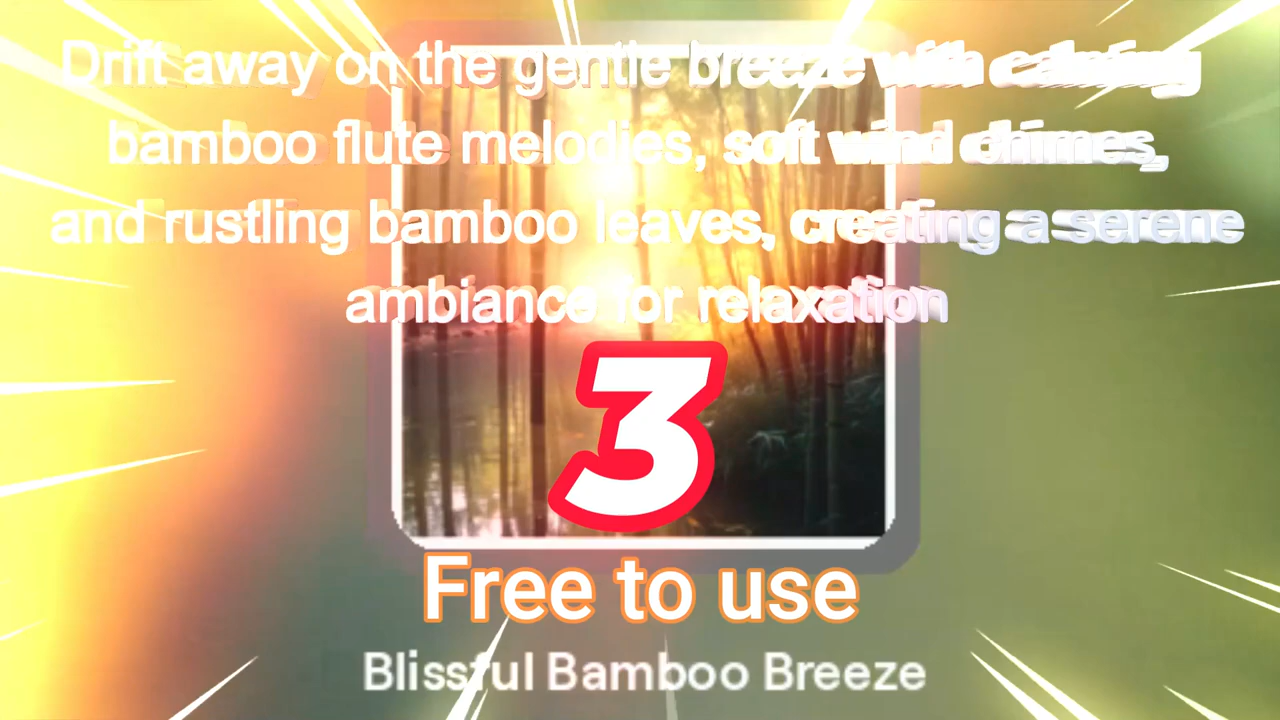 Drift away on the gentle breeze with calming
bamboo flute melodies, soft wind chimes,
and rustling bamboo leaves, creating a serene
ambiance for relaxation
3
Free to use
Blissful Bamboo Breeze